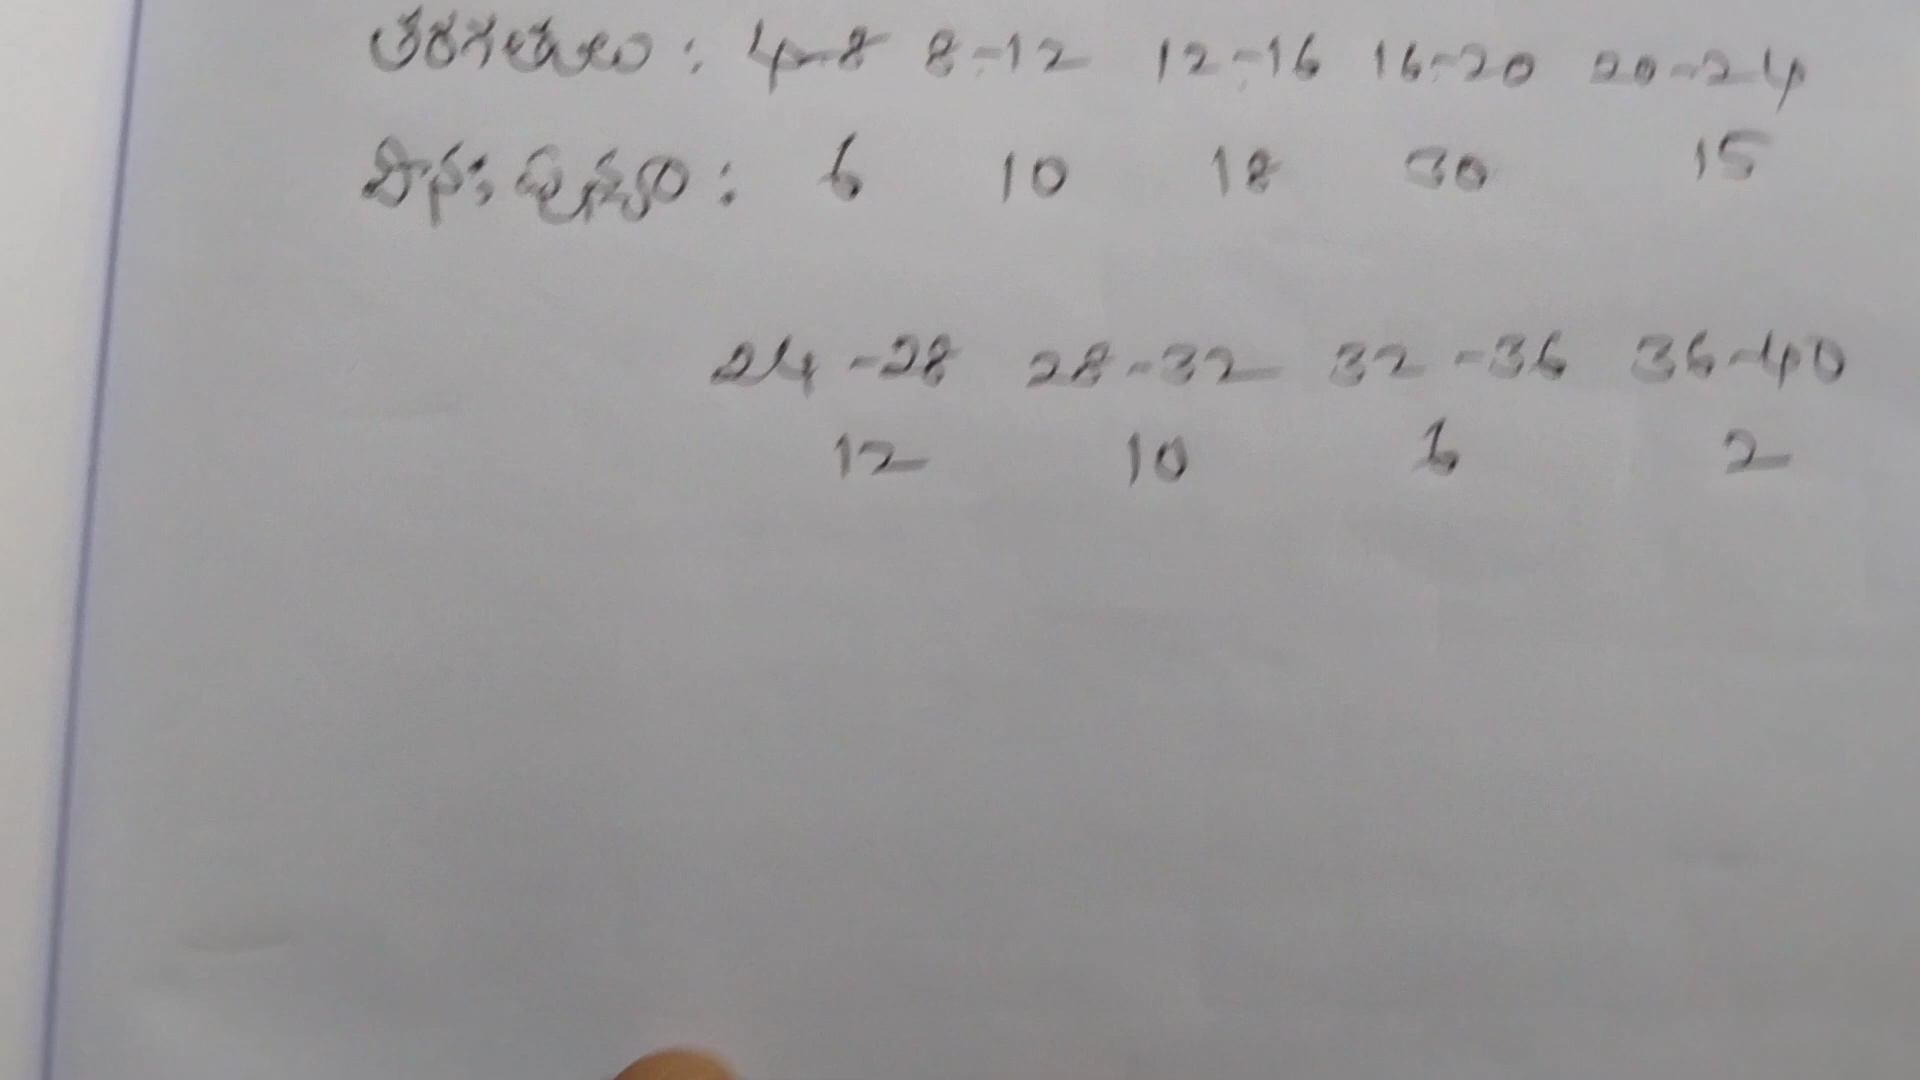 తరగతులు : 4-8 8-12 12-16 16-20 20-24
పౌనఃపున్యం : 6 10 18 30 15
24-28 28-32 32-36 36-40
12 10 6 2